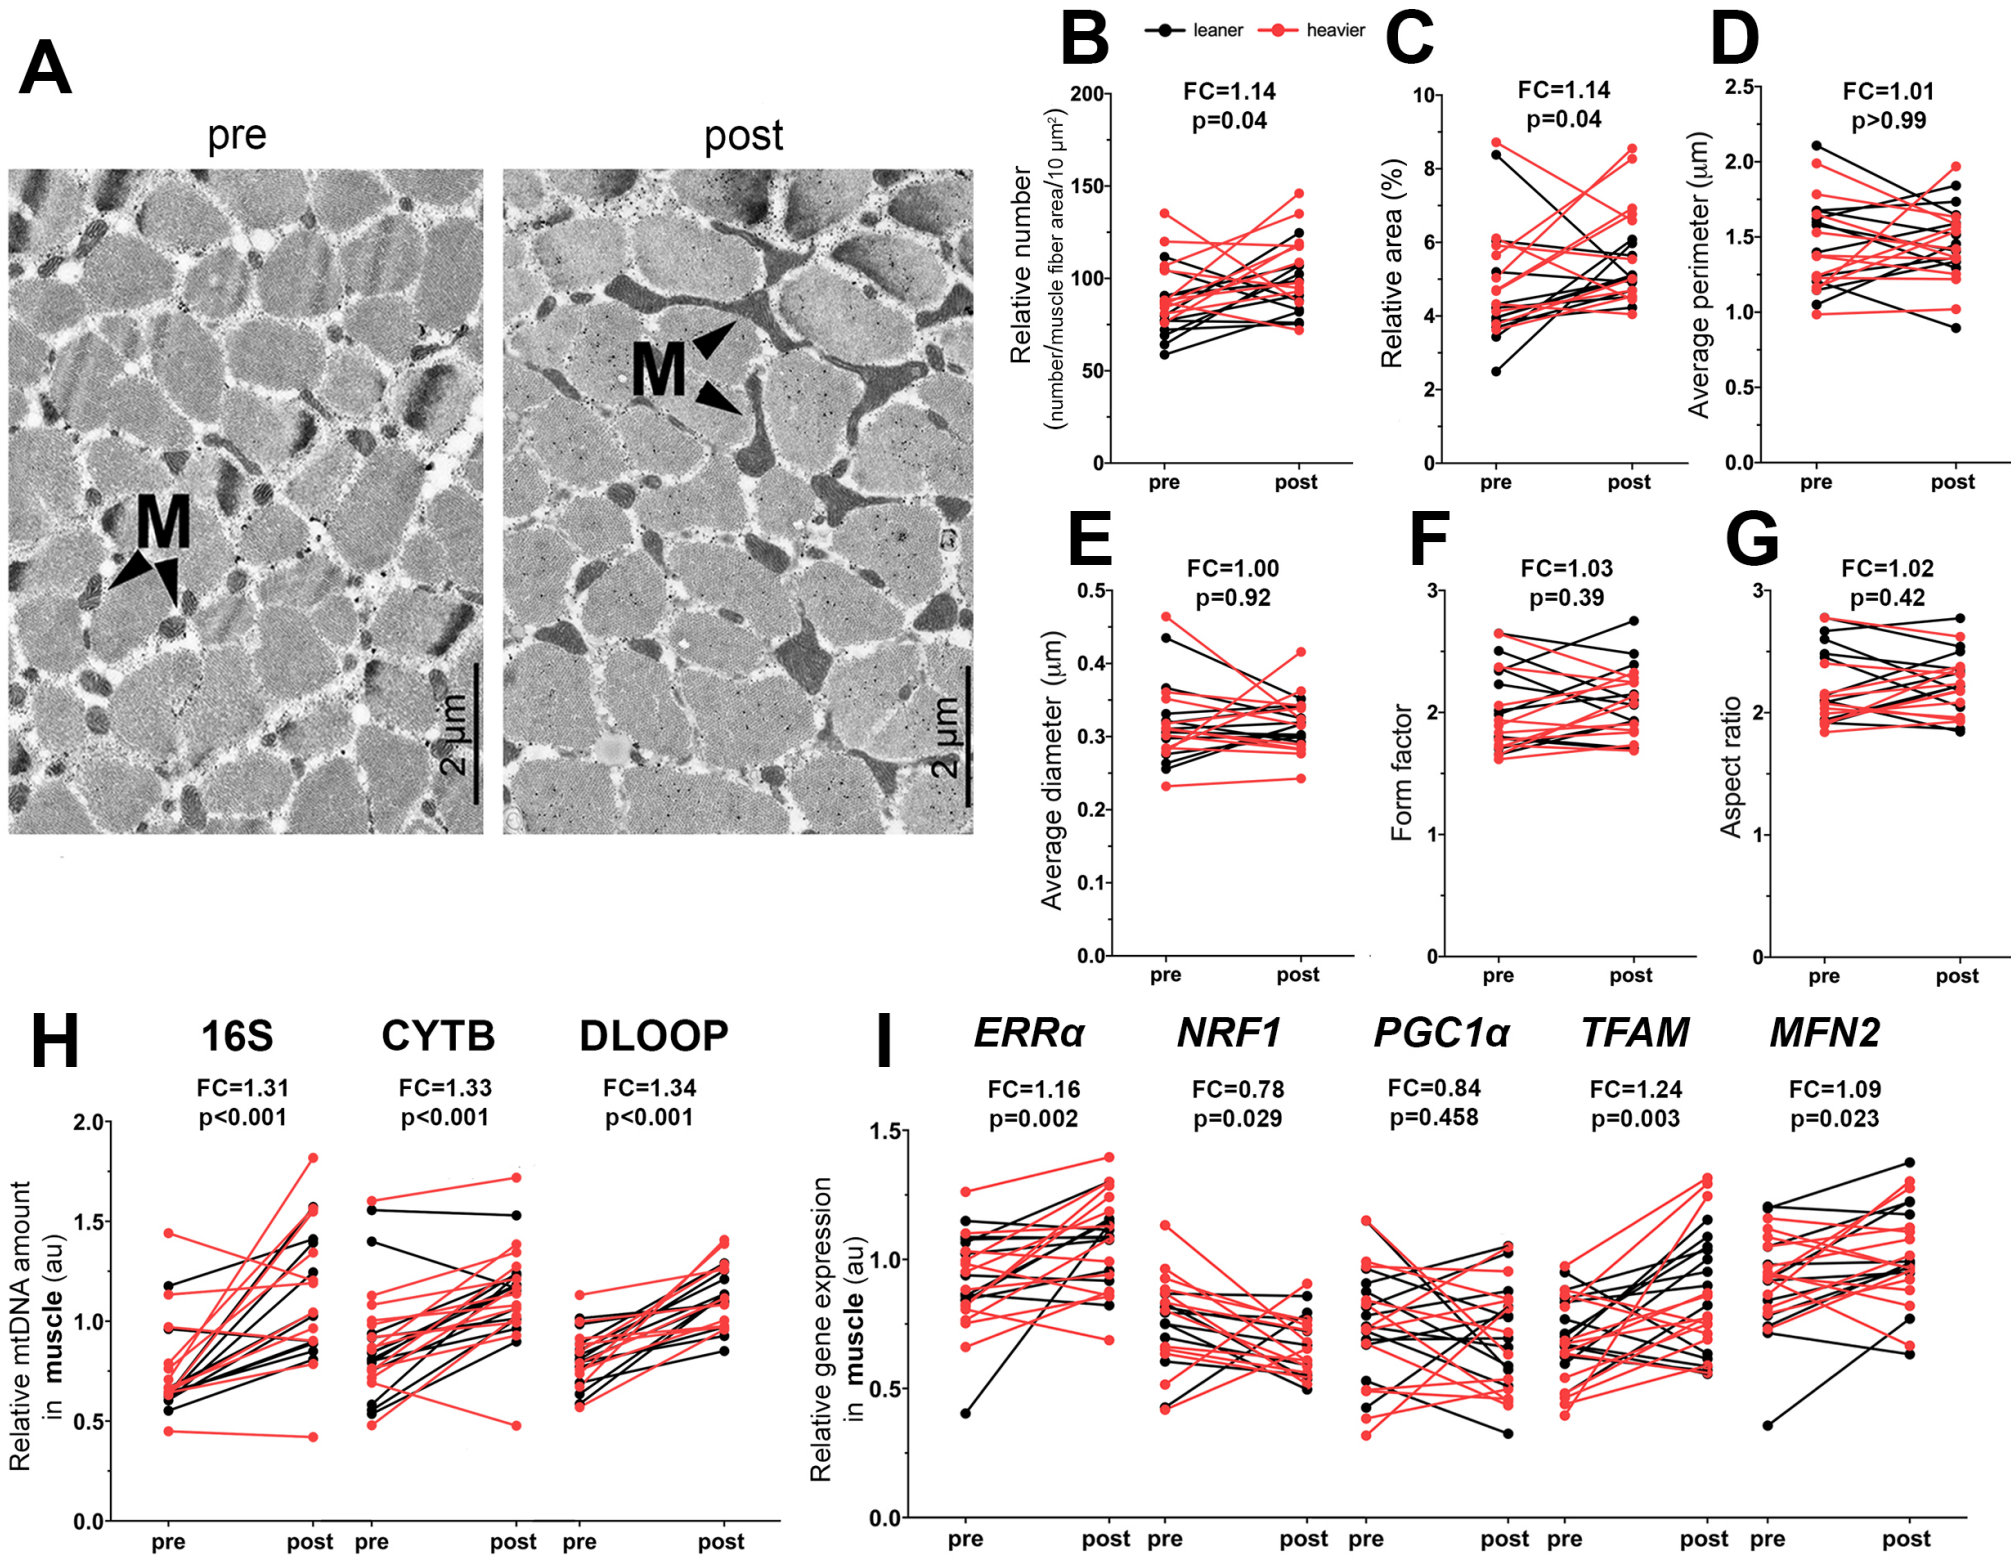 A
pre
post
M
M
2 µm
2 µm
B
leaner
heavier
FC=1.14
p=0.04
Relative number
(number/muscle fiber area/10 µm²)
200
150
100
50
0
pre
post
C
FC=1.14
p=0.04
Relative area (%)
10
8
6
4
2
0
pre
post
D
FC=1.01
p>0.99
Average perimeter (µm)
2.5
2.0
1.5
1.0
0.5
0.0
pre
post
E
FC=1.00
p=0.92
Average diameter (µm)
0.5
0.4
0.3
0.2
0.1
0.0
pre
post
F
FC=1.03
p=0.39
Form factor
3
2
1
0
pre
post
G
FC=1.02
p=0.42
Aspect ratio
3
2
1
0
pre
post
H
16S
CYTB
DLOOP
FC=1.31
p<0.001
FC=1.33
p<0.001
FC=1.34
p<0.001
Relative mtDNA amount
in muscle (au)
2.0
1.5
1.0
0.5
0.0
pre
post
pre
post
pre
post
I
ERRα
NRF1
PGC1α
TFAM
MFN2
FC=1.16
p=0.002
FC=0.78
p=0.029
FC=0.84
p=0.458
FC=1.24
p=0.003
FC=1.09
p=0.023
Relative gene expression
in muscle (au)
1.5
1.0
0.5
0.0
pre
post
pre
post
pre
post
pre
post
pre
post